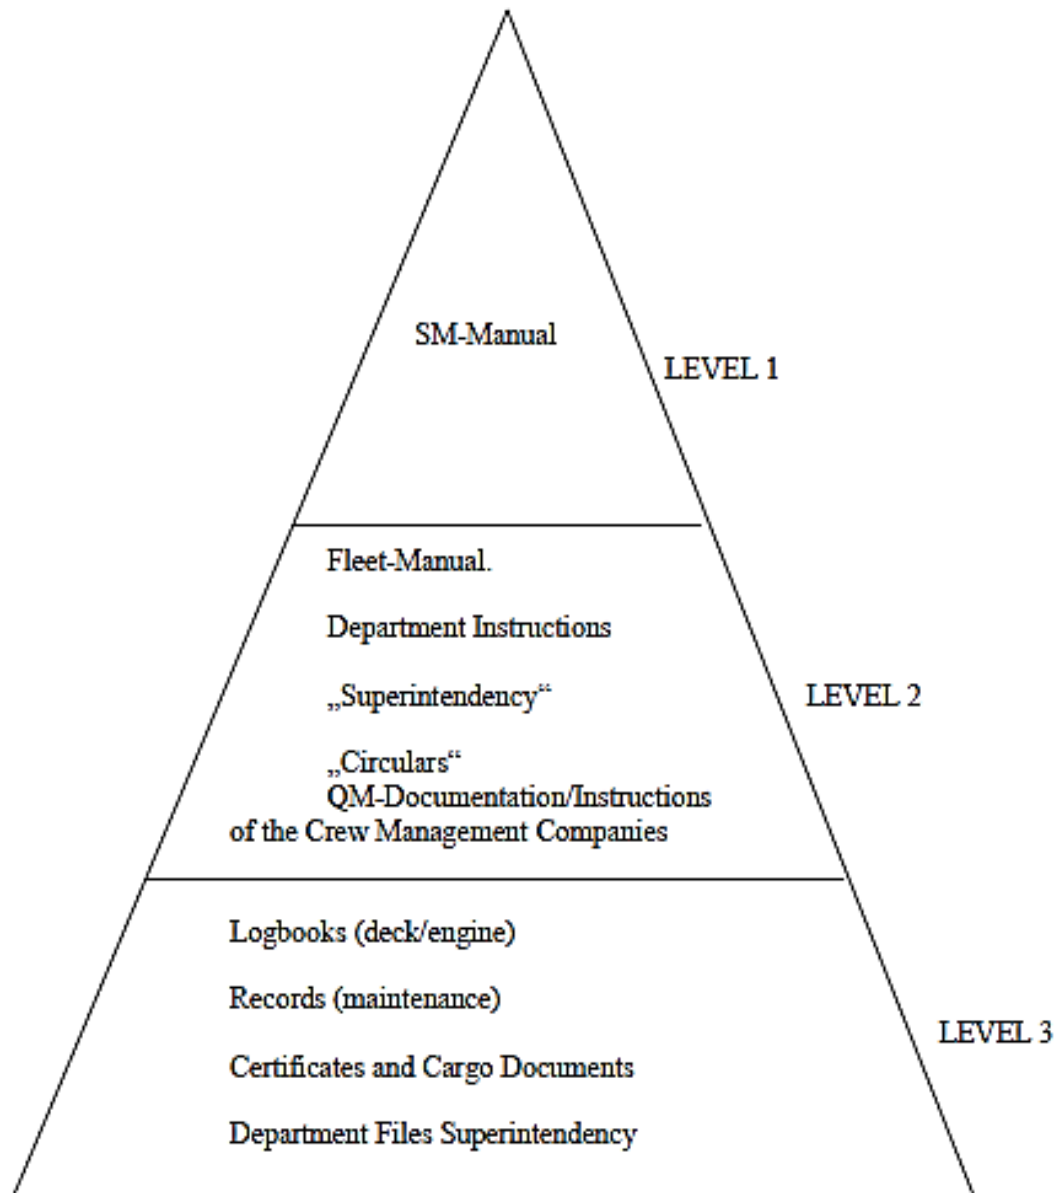 SM-Manual
LEVEL 1
Fleet-Manual.
Department Instructions
„Superintendency“
LEVEL 2
„Circulars“
QM-Documentation/Instructions
of the Crew Management Companies
Logbooks (deck/engine)
Records (maintenance)
LEVEL 3
Certificates and Cargo Documents
Department Files Superintendency